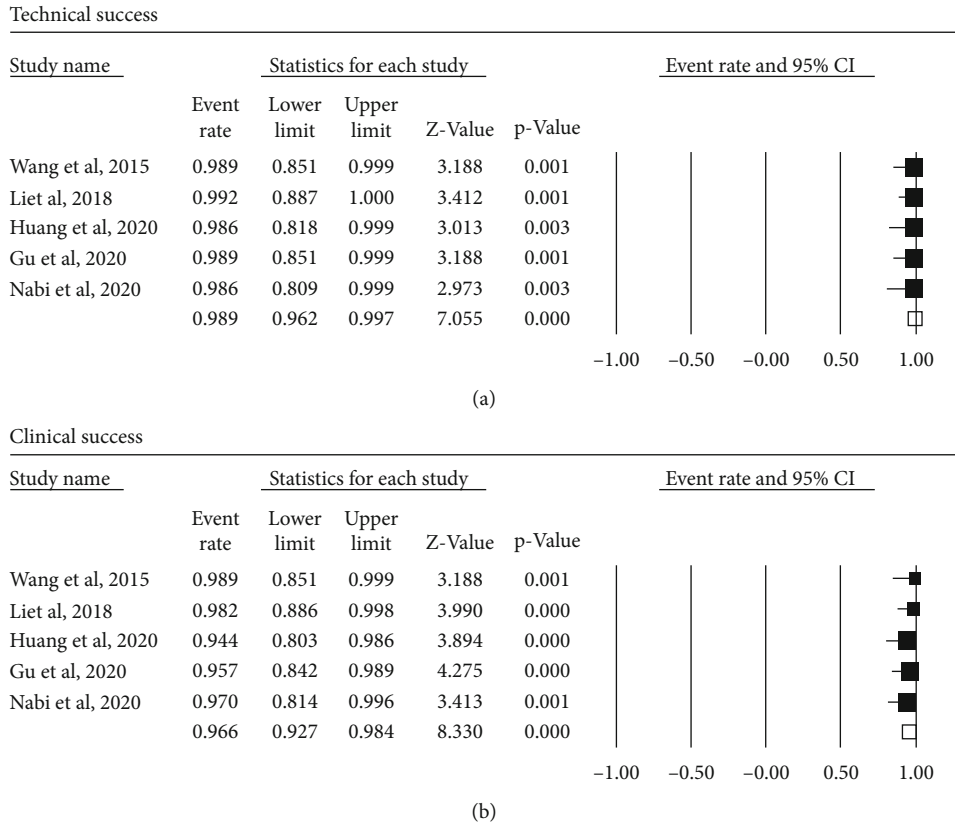 Technical success
Study name Statistics for each study Event rate and 95% CI
Event rate Lower limit Upper limit Z-Value p-Value
Wang et al, 2015 0.989 0.851 0.999 3.188 0.001
Liet al, 2018 0.992 0.887 1.000 3.412 0.001
Huang et al, 2020 0.986 0.818 0.999 3.013 0.003
Gu et al, 2020 0.989 0.851 0.999 3.188 0.001
Nabi et al, 2020 0.986 0.809 0.999 2.973 0.003
0.989 0.962 0.997 7.055 0.000
−1.00 −0.50 −0.00 0.50 1.00
(a)
Clinical success
Study name Statistics for each study Event rate and 95% CI
Event rate Lower limit Upper limit Z-Value p-Value
Wang et al, 2015 0.989 0.851 0.999 3.188 0.001
Liet al, 2018 0.982 0.886 0.998 3.990 0.000
Huang et al, 2020 0.944 0.803 0.986 3.894 0.000
Gu et al, 2020 0.957 0.842 0.989 4.275 0.000
Nabi et al, 2020 0.970 0.814 0.996 3.413 0.001
0.966 0.927 0.984 8.330 0.000
−1.00 −0.50 −0.00 0.50 1.00
(b)